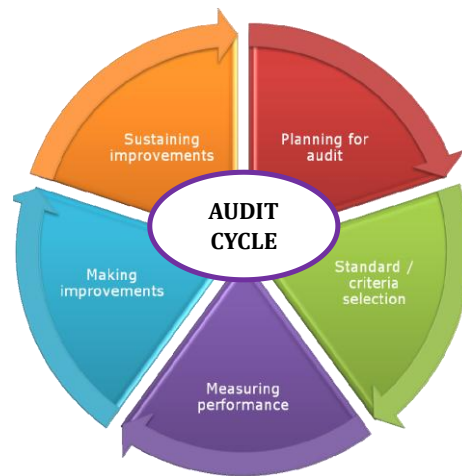 AUDIT
CYCLE
Planning for
audit
Standard /
criteria
selection
Measuring
performance
Making
improvements
Sustaining
improvements